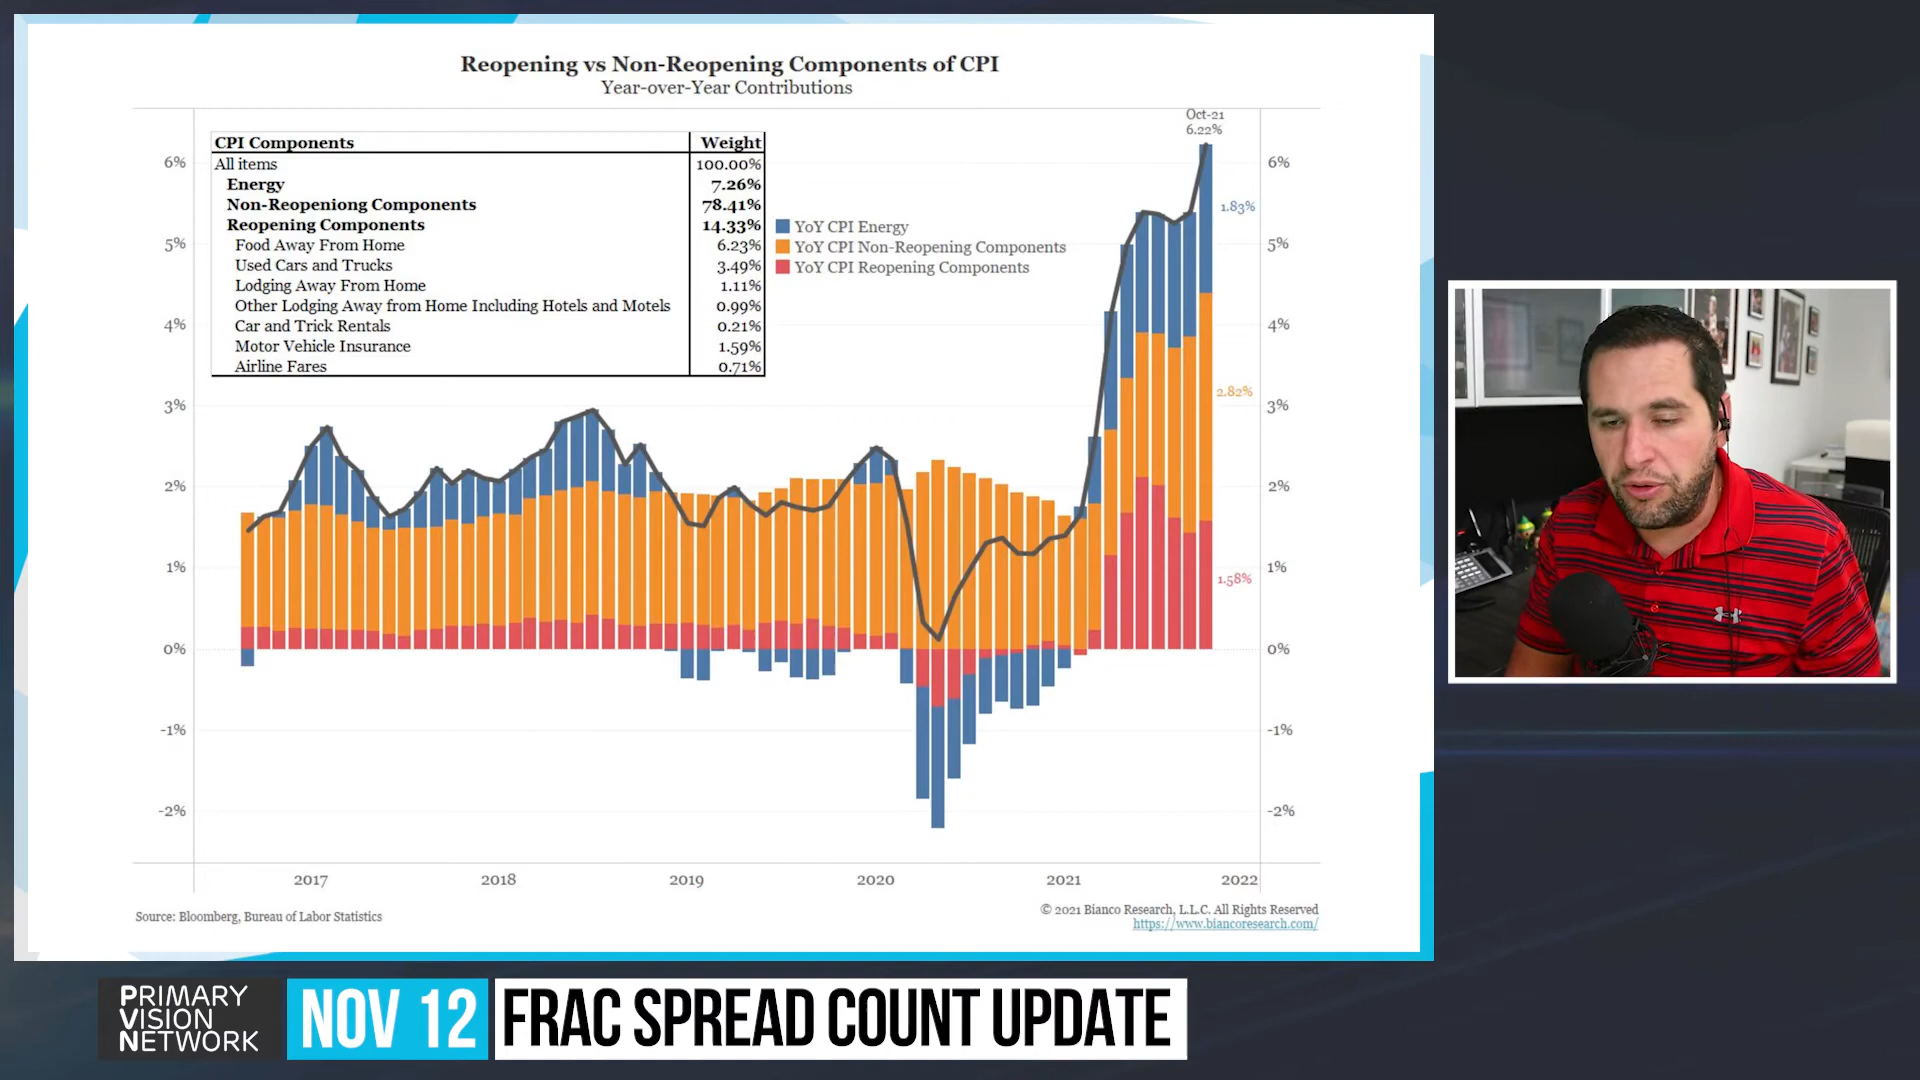 Reopening vs Non-Reopening Components of CPI
Year-over-Year Contributions
Oct-21
6.22%
CPI Components Weight
All items 100.00%
Energy 7.26%
Non-Reopeniong Components 78.41%
Reopening Components 14.33%
Food Away From Home 6.23%
Used Cars and Trucks 3.49%
Lodging Away From Home 1.11%
Other Lodging Away from Home Including Hotels and Motels 0.99%
Car and Trick Rentals 0.21%
Motor Vehicle Insurance 1.59%
Airline Fares 0.71%
YoY CPI Energy
YoY CPI Non-Reopening Components
YoY CPI Reopening Components
6% 6%
1.83%
5% 5%
4% 4%
2.82%
3% 3%
2% 2%
1.58%
1% 1%
0% 0%
-1% -1%
-2% -2%
2017 2018 2019 2020 2021 2022
Source: Bloomberg, Bureau of Labor Statistics
© 2021 Bianco Research, L.L.C. All Rights Reserved
https://www.biancoresearch.com/
PRIMARY
VISION
NETWORK
NOV 12
FRAC SPREAD COUNT UPDATE